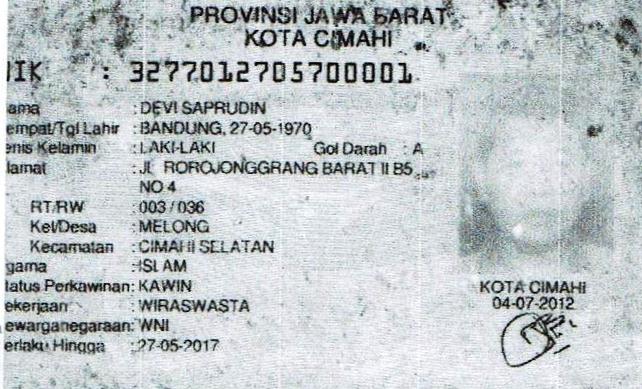 PROVINSI JAWA BARAT
KOTA CIMAHI
NIK : 3277012705700001
ama : DEVI SAPRUDIN
empat/Tgl Lahir : BANDUNG, 27-05-1970
enis Kelamin : LAKI-LAKI Gol Darah : A
lamat : JL ROROJONGGRANG BARAT II B5
NO 4
RT/RW : 003 / 036
Kel/Desa : MELONG
Kecamatan : CIMAHI SELATAN
gama : ISLAM
tatus Perkawinan: KAWIN
ekerjaan : WIRASWASTA
ewarganegaraan: WNI
erlaku Hingga : 27-05-2017
KOTA CIMAHI
04-07-2012